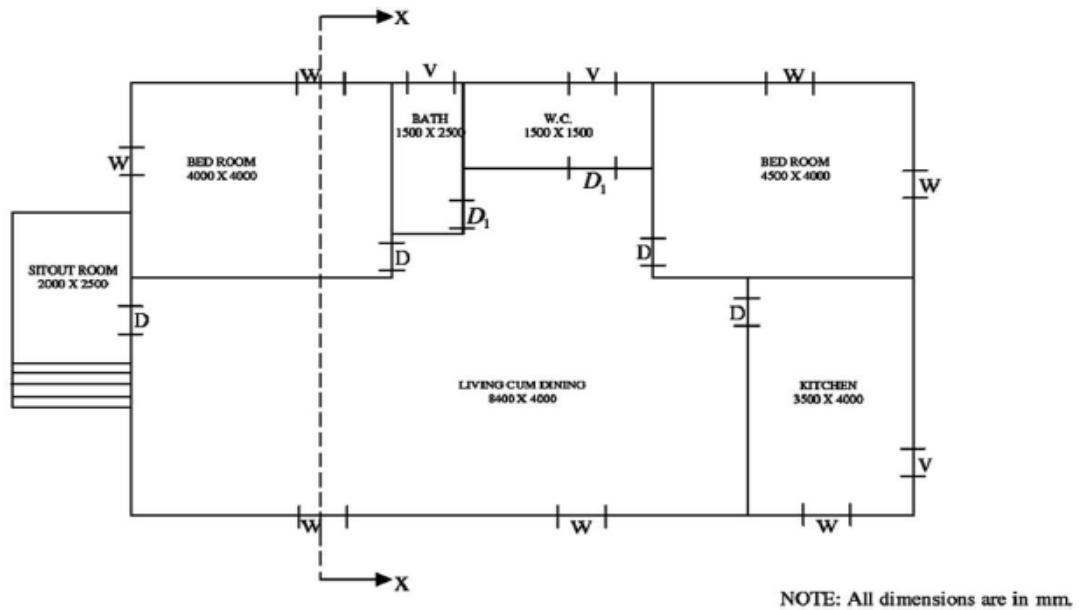 X
W
V
V
W
BATH
1500 X 2500
W.C.
1500 X 1500
W
BED ROOM
4000 X 4000
BED ROOM
4500 X 4000
W
D₁
D₁
D
D
SITOUT ROOM
2000 X 2500
D
D
LIVING CUM DINING
8400 X 4000
KITCHEN
3500 X 4000
V
W
W
W
X
NOTE: All dimensions are in mm.